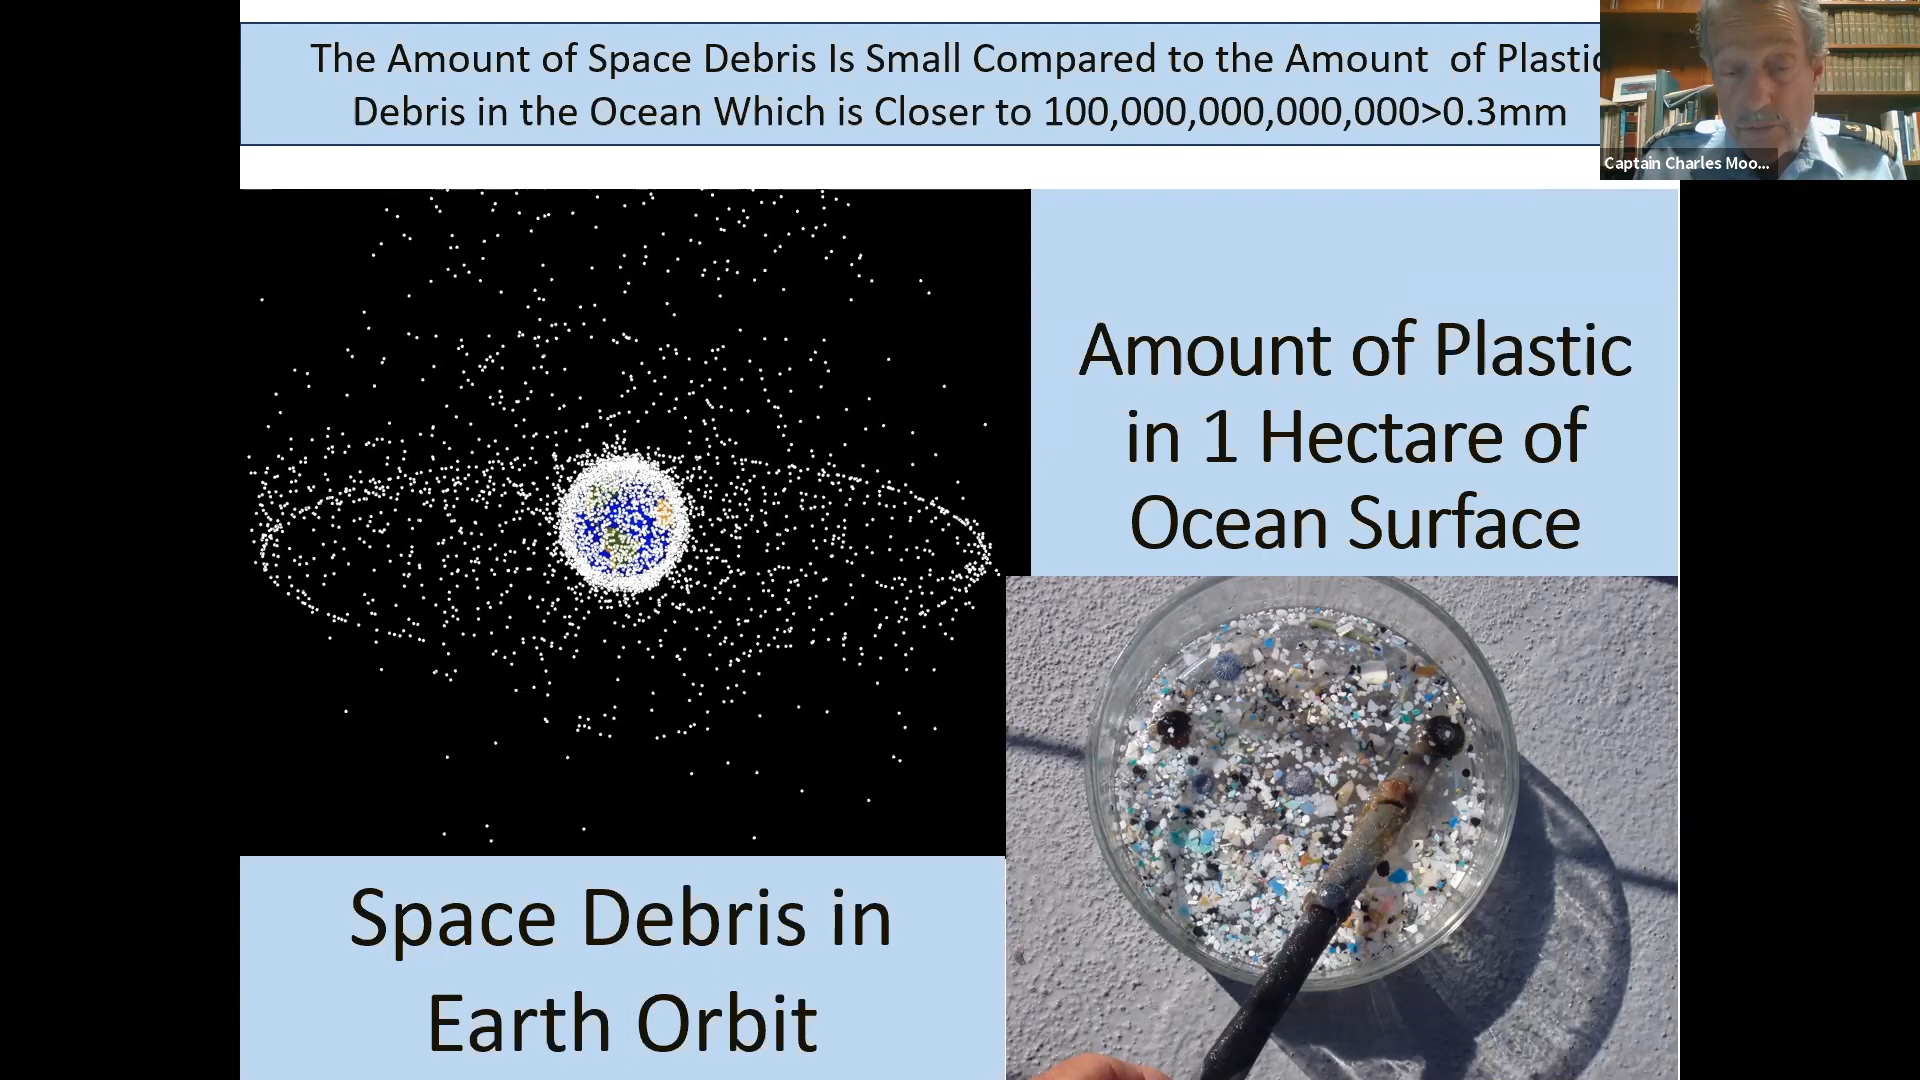 The Amount of Space Debris Is Small Compared to the Amount of Plastic
Debris in the Ocean Which is Closer to 100,000,000,000,000>0.3mm
Captain Charles Moo...
Amount of Plastic
in 1 Hectare of
Ocean Surface
Space Debris in
Earth Orbit